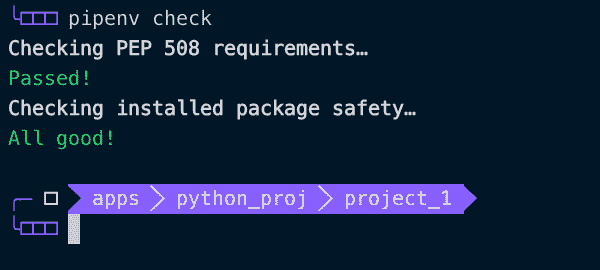 pipenv check
Checking PEP 508 requirements…
Passed!
Checking installed package safety…
All good!
apps python_proj project_1